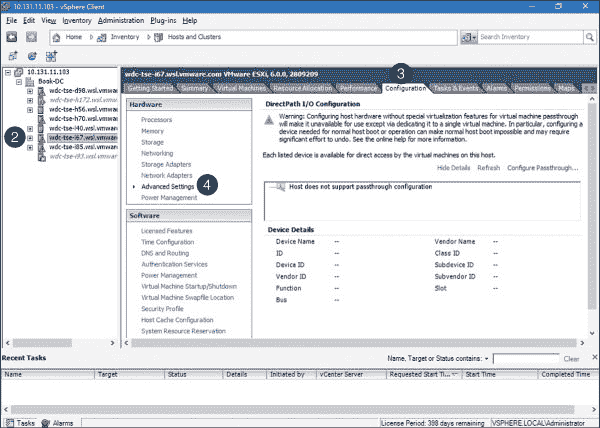 10.131.11.103 - vSphere Client
File Edit View Inventory Administration Plug-ins Help
Home Inventory Hosts and Clusters
Search Inventory
10.131.11.103
Book-DC
wdc-tse-d98.wsl.vmwar
wdc-tse-h172.wsl.vmwar
wdc-tse-h56.wsl.vmwar
wdc-tse-h70.wsl.vmwar
wdc-tse-l40.wsl.vmwar
2
wdc-tse-i67.wsl.vmwar
wdc-tse-i85.wsl.vmwar
wdc-tse-i93.wsl.vmwar
wdc-tse-i67.wsl.vmware.com VMware ESXi, 6.0.0, 2809209
3
Getting Started Summary Virtual Machines Resource Allocation Performance Configuration Tasks & Events Alarms Permissions Maps
Hardware
Processors
Memory
Storage
Networking
Storage Adapters
Network Adapters
Advanced Settings
4
Power Management
Software
Licensed Features
Time Configuration
DNS and Routing
Authentication Services
Power Management
Virtual Machine Startup/Shutdown
Virtual Machine Swapfile Location
Security Profile
Host Cache Configuration
System Resource Reservation
DirectPath I/O Configuration
Warning: Configuring host hardware without special virtualization features for virtual machine passthrough
will make it unavailable for use except via dedicating it to a single virtual machine. In particular, configuring a
device needed for normal host boot or operation can make normal host boot impossible and may require
significant effort to undo. See the online help for more information.
Each listed device is available for direct access by the virtual machines on this host.
Hide Details Refresh Configure Passthrough...
Host does not support passthrough configuration
Device Details
Device Name -- Vendor Name --
ID -- Class ID --
Device ID -- Subdevice ID --
Vendor ID -- Subvendor ID --
Function -- Slot --
Bus --
Recent Tasks
Name, Target or Status contains:
Clear
Name Target Status Details Initiated by vCenter Server Requested Start Ti... Start Time Completed Time
Tasks Alarms
License Period: 398 days remaining
VSPHERE.LOCAL\Administrator